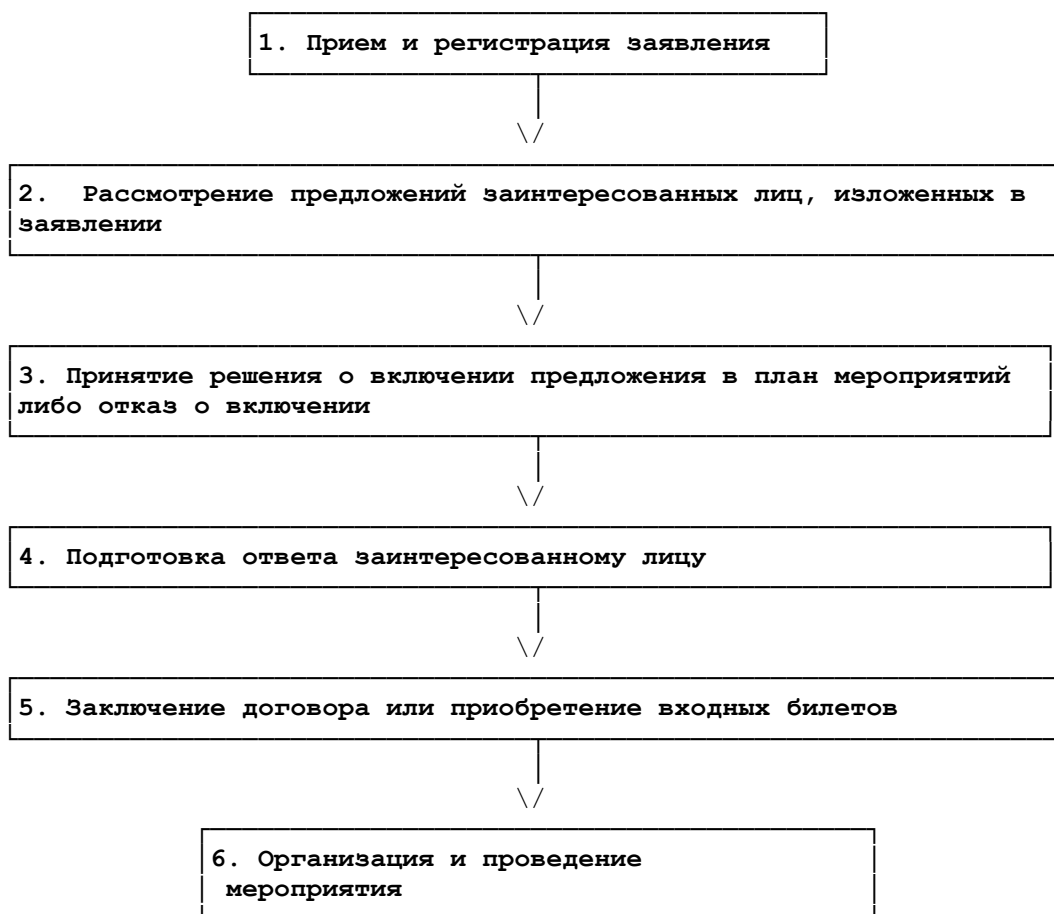 1. Прием и регистрация заявления
2. Рассмотрение предложений заинтересованных лиц, изложенных в
заявлении
3. Принятие решения о включении предложения в план мероприятий
либо отказ о включении
4. Подготовка ответа заинтересованному лицу
5. Заключение договора или приобретение входных билетов
6. Организация и проведение
мероприятия